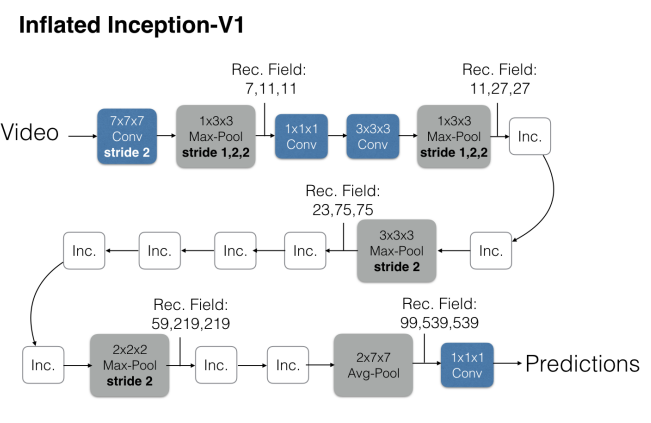 Inflated Inception-V1
Rec. Field:
7,11,11
Rec. Field:
11,27,27
Video
7x7x7
Conv
stride 2
1x3x3
Max-Pool
stride 1,2,2
1x1x1
Conv
3x3x3
Conv
1x3x3
Max-Pool
stride 1,2,2
Inc.
Rec. Field:
23,75,75
Inc.
Inc.
Inc.
Inc.
3x3x3
Max-Pool
stride 2
Inc.
Rec. Field:
59,219,219
Rec. Field:
99,539,539
Inc.
2x2x2
Max-Pool
stride 2
Inc.
Inc.
2x7x7
Avg-Pool
1x1x1
Conv
Predictions